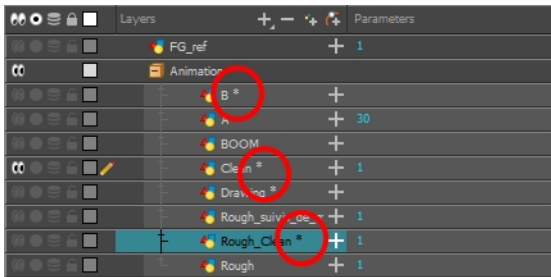 Layers Parameters
FG_ref 1
Animation
B *
A 30
BOOM
Clean * 1
Drawing *
Rough_suivi_de_ 1
Rough_Clean * 1
Rough 1